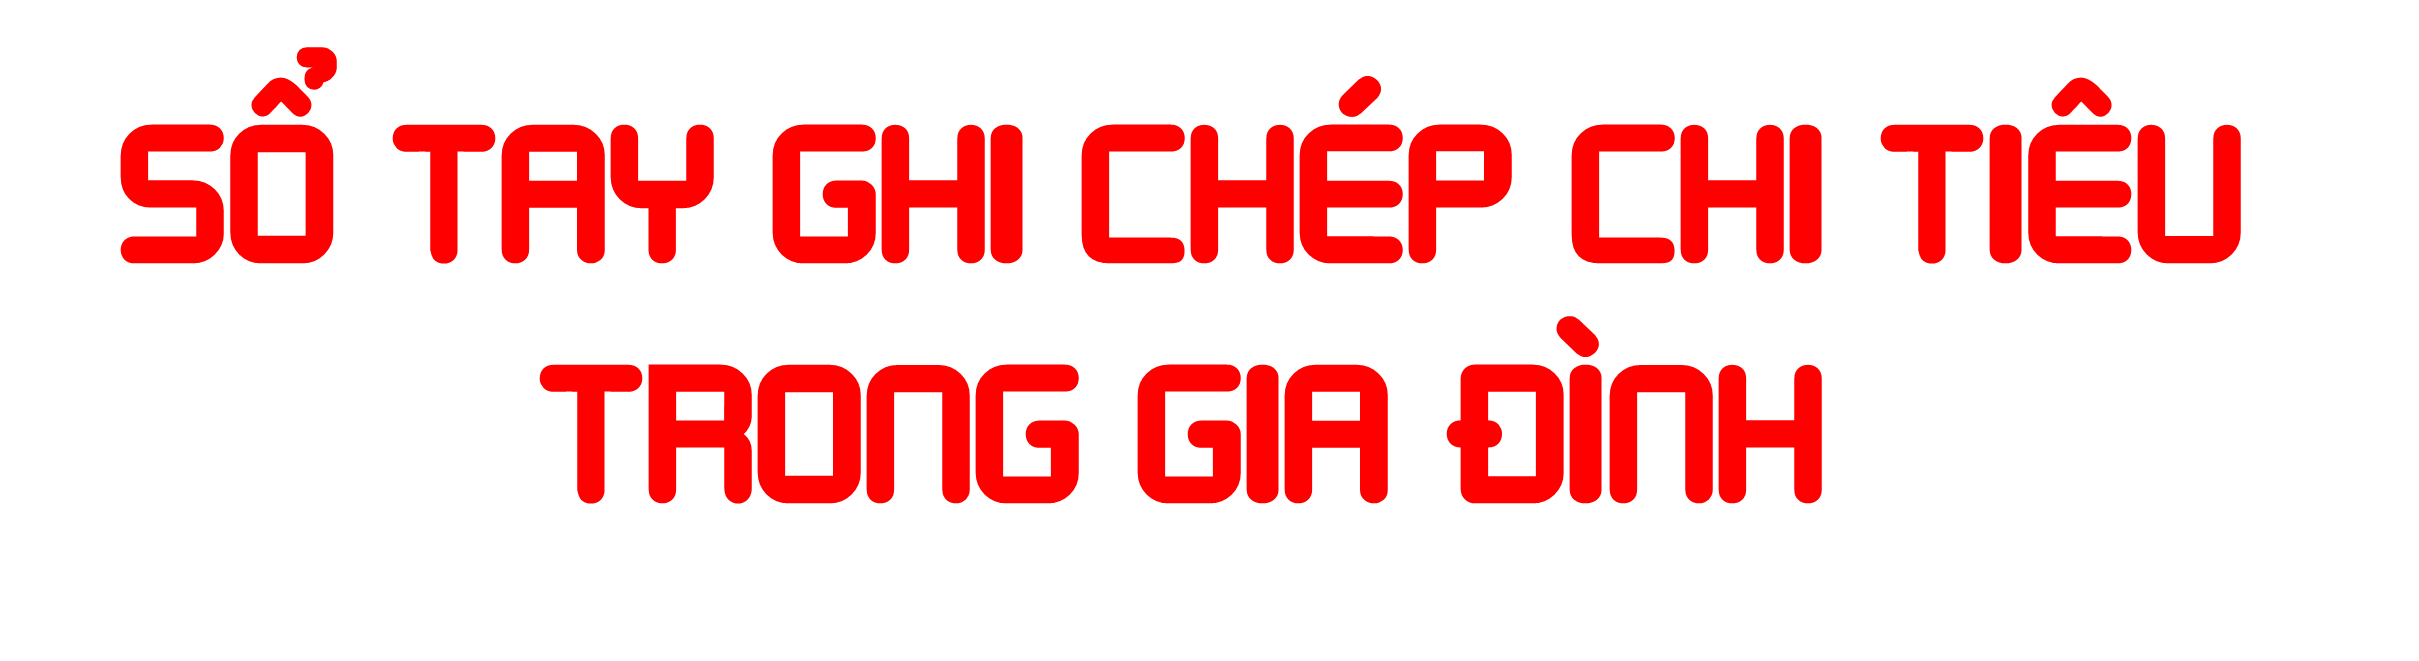 SỔ TAY GHI CHÉP CHI TIÊU
TRONG GIA ĐÌNH